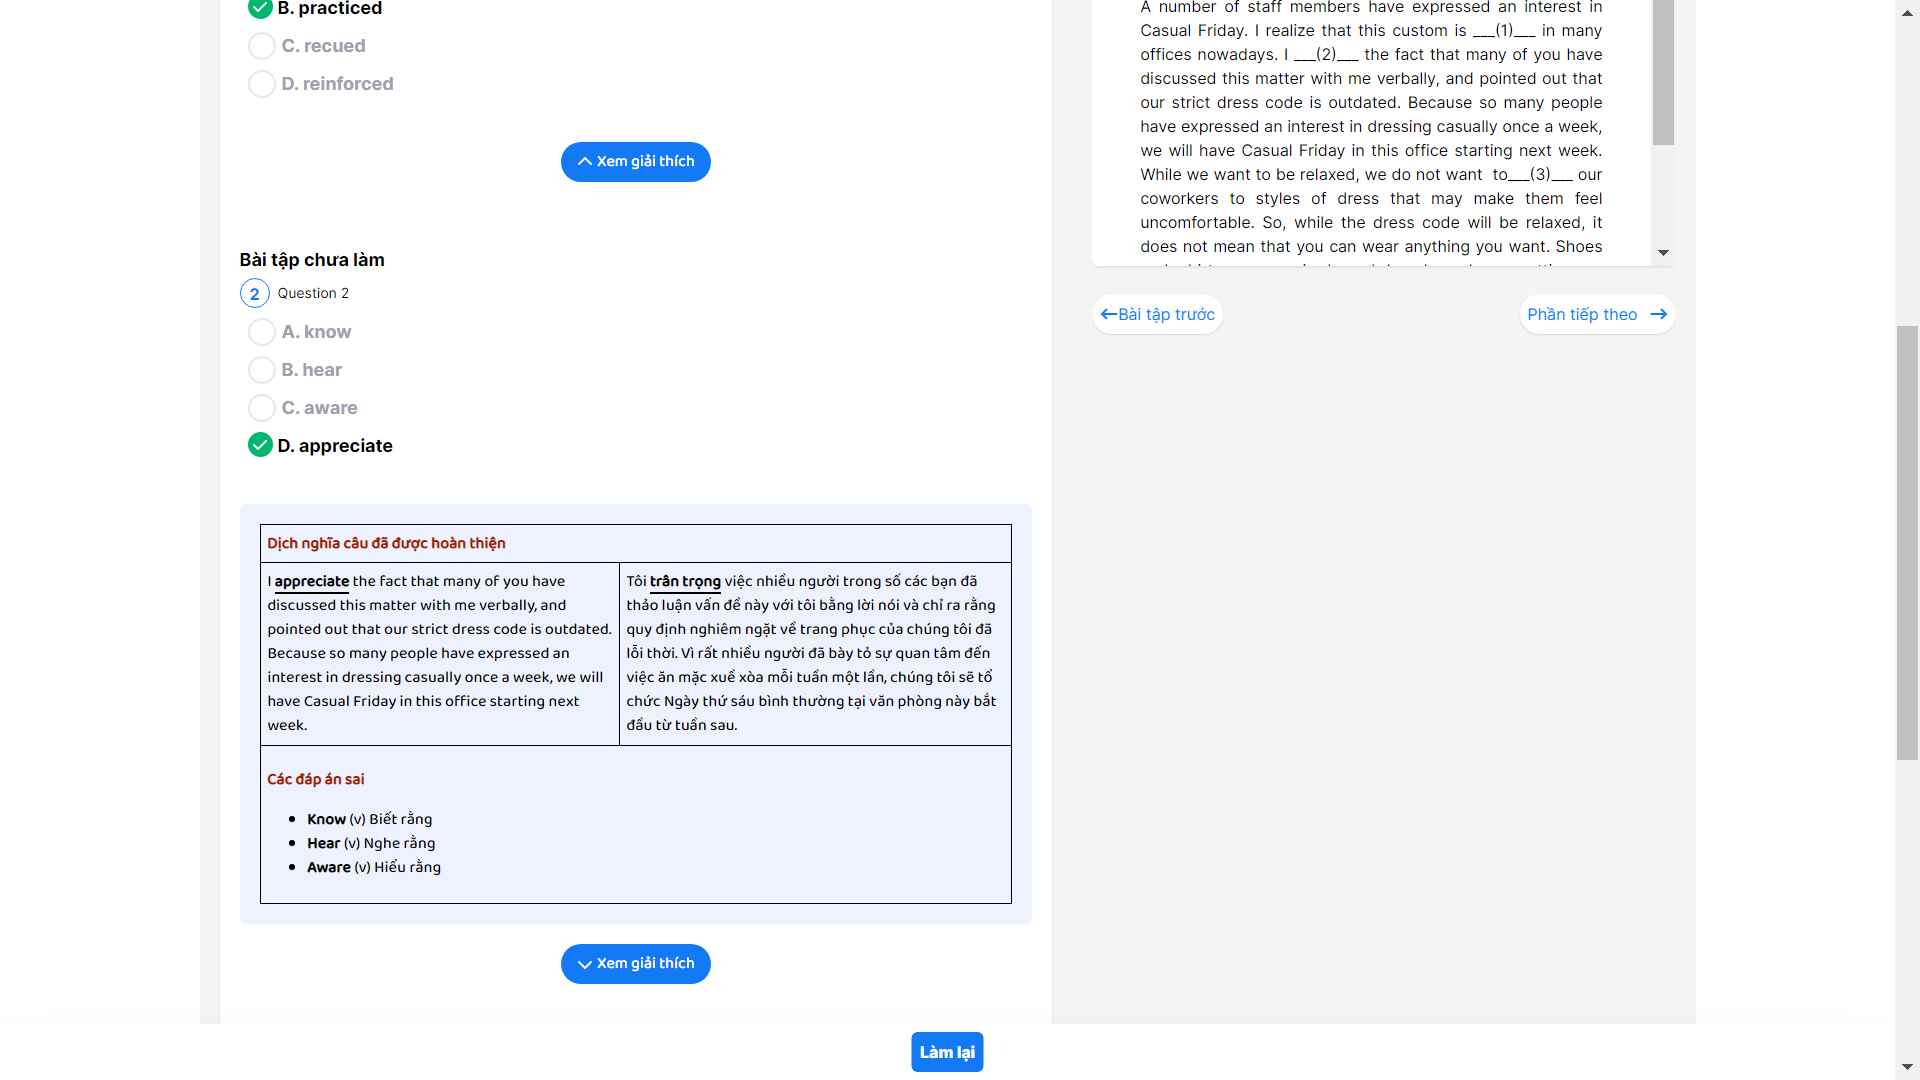 B. practiced
C. recued
D. reinforced
Xem giải thích
Bài tập chưa làm
2 Question 2
A. know
B. hear
C. aware
D. appreciate
Dịch nghĩa câu đã được hoàn thiện
I appreciate the fact that many of you have
discussed this matter with me verbally, and
pointed out that our strict dress code is outdated.
Because so many people have expressed an
interest in dressing casually once a week, we will
have Casual Friday in this office starting next
week.
Tôi trân trọng việc nhiều người trong số các bạn đã
thảo luận vấn đề này với tôi bằng lời nói và chỉ ra rằng
quy định nghiêm ngặt về trang phục của chúng tôi đã
lỗi thời. Vì rất nhiều người đã bày tỏ sự quan tâm đến
việc ăn mặc xuề xòa mỗi tuần một lần, chúng tôi sẽ tổ
chức Ngày thứ sáu bình thường tại văn phòng này bắt
đầu từ tuần sau.
Các đáp án sai
Know (v) Biết rằng
Hear (v) Nghe rằng
Aware (v) Hiểu rằng
Xem giải thích
A number of staff members have expressed an interest in
Casual Friday. I realize that this custom is ___(1)___ in many
offices nowadays. I ___(2)___ the fact that many of you have
discussed this matter with me verbally, and pointed out that
our strict dress code is outdated. Because so many people
have expressed an interest in dressing casually once a week,
we will have Casual Friday in this office starting next week.
While we want to be relaxed, we do not want to___(3)___ our
coworkers to styles of dress that may make them feel
uncomfortable. So, while the dress code will be relaxed, it
does not mean that you can wear anything you want. Shoes
Bài tập trước
Phần tiếp theo
Làm lại